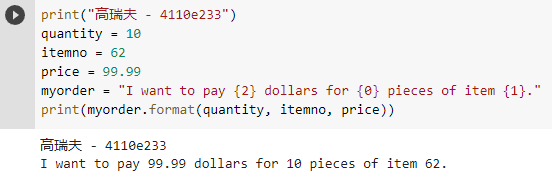 print("高瑞夫 - 4110e233")
quantity = 10
itemno = 62
price = 99.99
myorder = "I want to pay {2} dollars for {0} pieces of item {1}."
print(myorder.format(quantity, itemno, price))
高瑞夫 - 4110e233
I want to pay 99.99 dollars for 10 pieces of item 62.